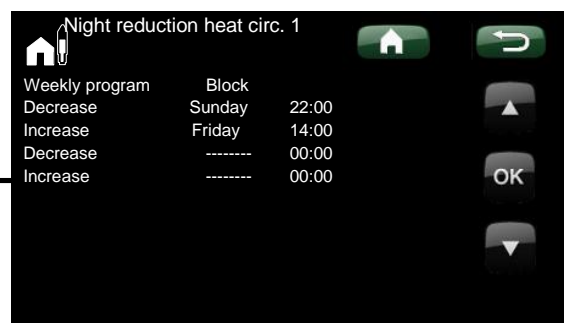 Night reduction heat circ. 1
Weekly program Block
Decrease Sunday 22:00
Increase Friday 14:00
Decrease -------- 00:00
Increase -------- 00:00
OK